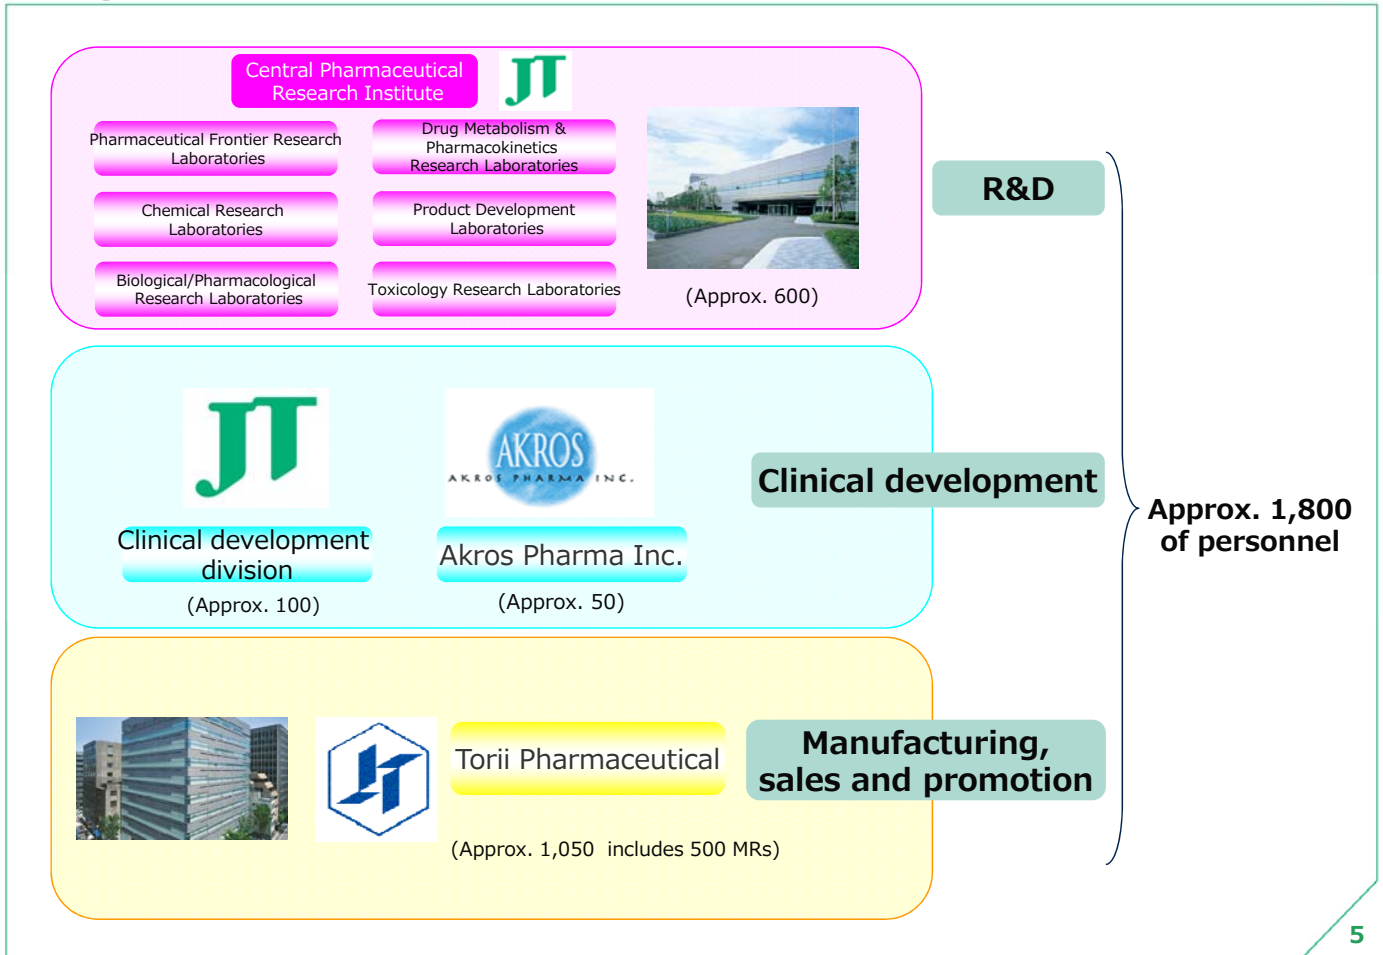 Central Pharmaceutical
Research Institute
JT
Pharmaceutical Frontier Research
Laboratories
Drug Metabolism &
Pharmacokinetics
Research Laboratories
Chemical Research
Laboratories
Product Development
Laboratories
Biological/Pharmacological
Research Laboratories
Toxicology Research Laboratories
(Approx. 600)
R&D
JT
AKROS
AKROS PHARMA INC.
Clinical development
division
(Approx. 100)
Akros Pharma Inc.
(Approx. 50)
Clinical development
Approx. 1,800
of personnel
Torii Pharmaceutical
(Approx. 1,050 includes 500 MRs)
Manufacturing,
sales and promotion
5